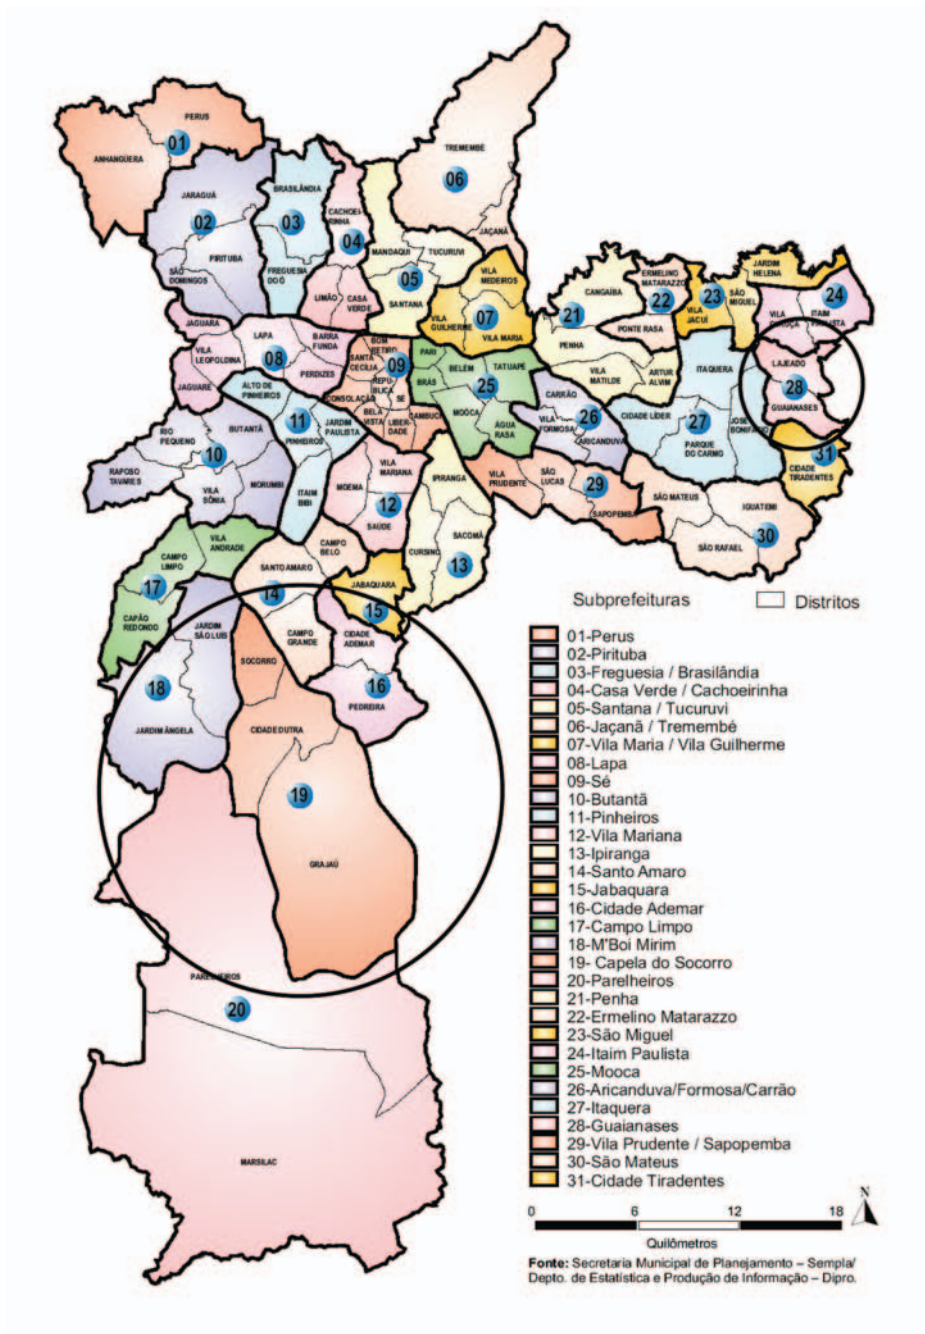 PERUS
01
ANHANGÜERA
TREMEMBÉ
06
JAÇANÃ
JARAGUÁ
02
PIRITUBA
SÃO
DOMINGOS
BRASILÂNDIA
03
FREGUESIA
DO Ó
CACHOEI-
RINHA
04
LIMÃO
CASA
VERDE
MANDAQUI
TUCURUVI
05
SANTANA
VILA
MEDEIROS
VILA
GUILHERME
07
VILA MARIA
CANGAÍBA
21
PENHA
VILA
MATILDE
ARTUR
ALVIM
ERMELINO
MATARAZZO
22
PONTE RASA
23
VILA
JACUÍ
SÃO
MIGUEL
JARDIM
HELENA
24
VILA
ITAIM
PAULISTA
LAJEADO
28
GUAIANASES
JAGUARA
VILA
LEOPOLDINA
JAGUARÉ
LAPA
08
BARRA
FUNDA
PERDIZES
BOM
RETIRO
SANTA
CECÍLIA
09
REPU-
BLICA
SÉ
CONSOLAÇÃO
BELA
VISTA
LIBER-
DADE
CAMBUCI
PARI
BRÁS
BELÉM
TATUAPÉ
25
MOÓCA
ÁGUA
RASA
CARRÃO
VILA
FORMOSA
26
ARICANDUVA
ITAQUERA
CIDADE LÍDER
27
PARQUE
DO CARMO
JOSÉ
BONIFÁCIO
31
CIDADE
TIRADENTES
ALTO DE
PINHEIROS
11
PINHEIROS
JARDIM
PAULISTA
ITAIM
BIBI
RIO
PEQUENO
BUTANTÃ
10
RAPOSO
TAVARES
VILA
SÔNIA
MORUMBI
MOEMA
VILA
MARIANA
12
SAÚDE
IPIRANGA
CURSINO
SACOMÃ
13
VILA
PRUDENTE
SÃO
LUCAS
29
SAPOPEMBA
SÃO MATEUS
IGUATEMI
SÃO RAFAEL
30
VILA
ANDRADE
CAMPO
LIMPO
17
CAPÃO
REDONDO
CAMPO
BELO
SANTO AMARO
14
CAMPO
GRANDE
JABAQUARA
15
CIDADE
ADEMAR
16
PEDREIRA
JARDIM
SÃO LUÍS
18
JARDIM ÂNGELA
SOCORRO
CIDADE DUTRA
19
GRAJAÚ
PARELHEIROS
20
MARSILAC
Subprefeituras
Distritos
01-Perus
02-Pirituba
03-Freguesia / Brasilândia
04-Casa Verde / Cachoeirinha
05-Santana / Tucuruvi
06-Jaçanã / Tremembé
07-Vila Maria / Vila Guilherme
08-Lapa
09-Sé
10-Butantã
11-Pinheiros
12-Vila Mariana
13-Ipiranga
14-Santo Amaro
15-Jabaquara
16-Cidade Ademar
17-Campo Limpo
18-M'Boi Mirim
19- Capela do Socorro
20-Parelheiros
21-Penha
22-Ermelino Matarazzo
23-São Miguel
24-Itaim Paulista
25-Mooca
26-Aricanduva/Formosa/Carrão
27-Itaquera
28-Guaianases
29-Vila Prudente / Sapopemba
30-São Mateus
31-Cidade Tiradentes
N
0 6 12 18
Quilômetros
Fonte: Secretaria Municipal de Planejamento – Sempla/
Depto. de Estatística e Produção de Informação – Dipro.